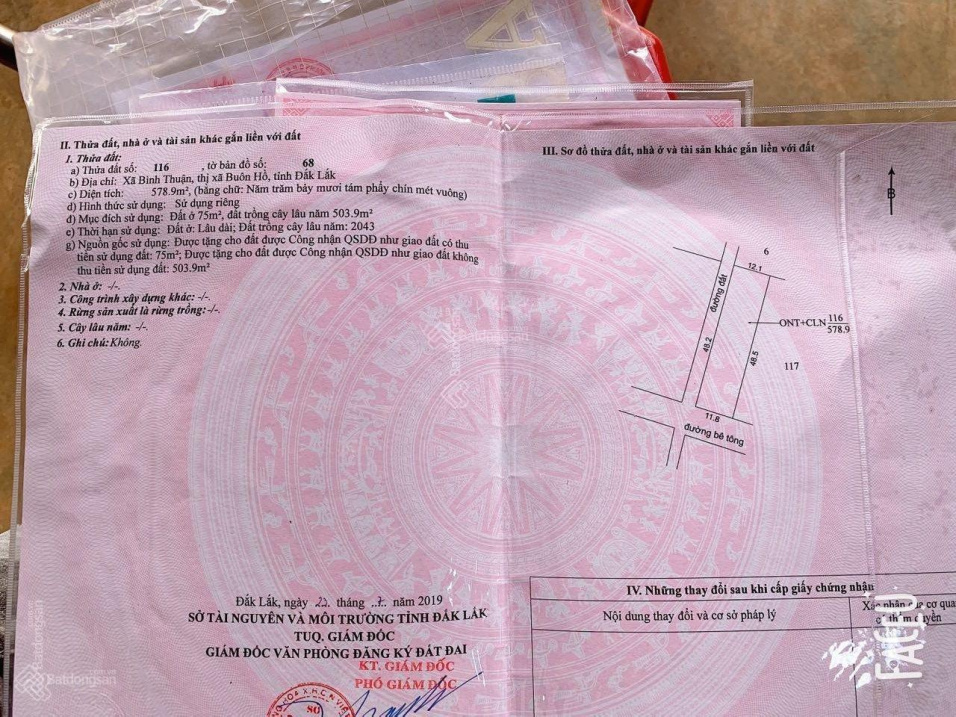 II. Thửa đất, nhà ở và tài sản khác gắn liền với đất
1. Thửa đất:
a) Thửa đất số: 116 , tờ bản đồ số: 68
b) Địa chỉ: Xã Bình Thuận, thị xã Buôn Hồ, tỉnh Đắk Lắk
c) Diện tích: 578.9m², (bằng chữ: Năm trăm bảy mươi tám phẩy chín mét vuông)
d) Hình thức sử dụng: Sử dụng riêng
đ) Mục đích sử dụng: Đất ở 75m², đất trồng cây lâu năm 503.9m²
e) Thời hạn sử dụng: Đất ở: Lâu dài; Đất trồng cây lâu năm: 2043
g) Nguồn gốc sử dụng: Được tặng cho đất được Công nhận QSDĐ như giao đất có thu
tiền sử dụng đất: 75m²; Được tặng cho đất được Công nhận QSDĐ như giao đất không
thu tiền sử dụng đất: 503.9m²
2. Nhà ở: -/-.
3. Công trình xây dựng khác: -/-.
4. Rừng sản xuất là rừng trồng: -/-.
5. Cây lâu năm: -/-.
6. Ghi chú: Không.
Đắk Lắk, ngày tháng năm 2019
SỞ TÀI NGUYÊN VÀ MÔI TRƯỜNG TỈNH ĐẮK LẮK
TUQ. GIÁM ĐỐC
GIÁM ĐỐC VĂN PHÒNG ĐĂNG KÝ ĐẤT ĐAI
KT. GIÁM ĐỐC
PHÓ GIÁM ĐỐC
III. Sơ đồ thửa đất, nhà ở và tài sản khác gắn liền với đất
B
6
12.1
đường đất
ONT+CLN 116
578.9
48.2
48.5
117
11.8
đường bê tông
IV. Những thay đổi sau khi cấp giấy chứng nhận
Nội dung thay đổi và cơ sở pháp lý
Xác nhận của cơ quan
có thẩm quyền
Batdongsan
Batdongsan
Batdongsan
FACOLU